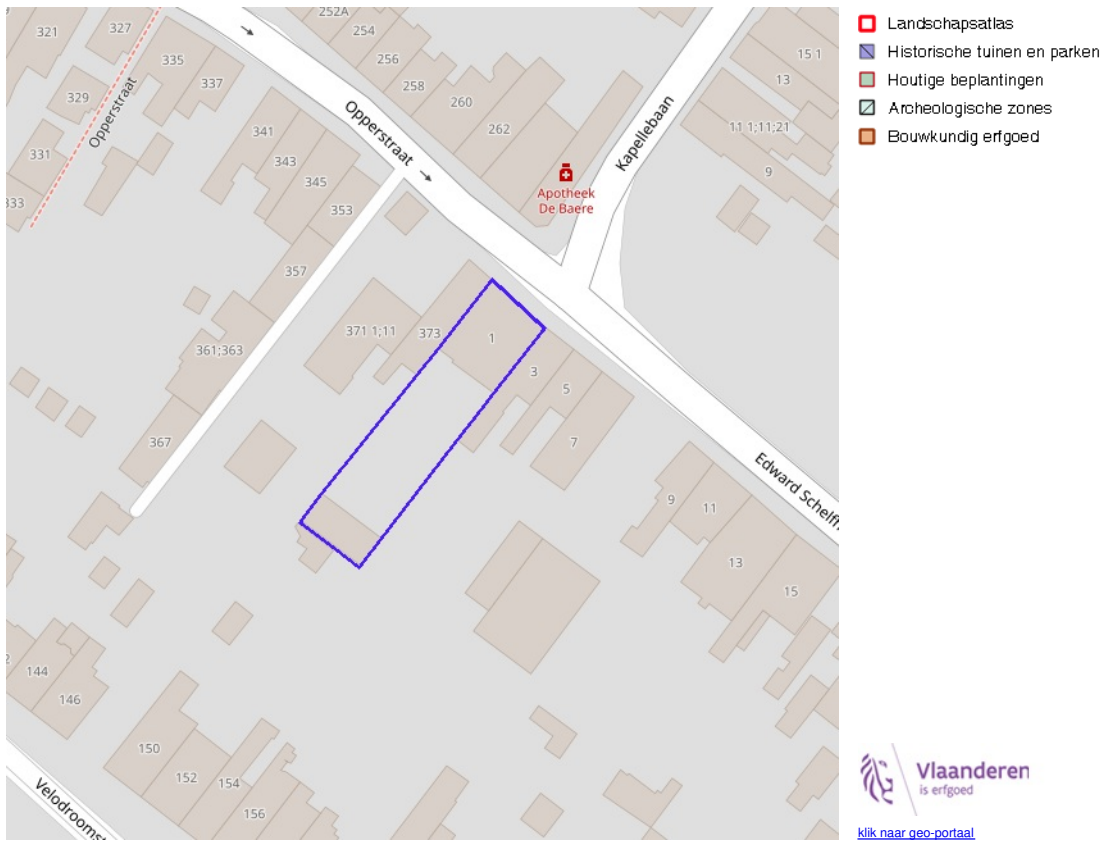 252A
321
327
254
335
256
15 1
337
258
13
329
260
Opperstraat
Opperstraat
262
341
11 1;11;21
Kapellebaan
331
343
9
345
Apotheek
De Baere
333
353
357
371 1;11
373
1
361;363
3
5
367
7
Edward Schelf
9
11
13
15
144
146
150
152
154
156
Velodroomst
Landschapsatlas
Historische tuinen en parken
Houtige beplantingen
Archeologische zones
Bouwkundig erfgoed
Vlaanderen
is erfgoed
klik naar geo-portaal